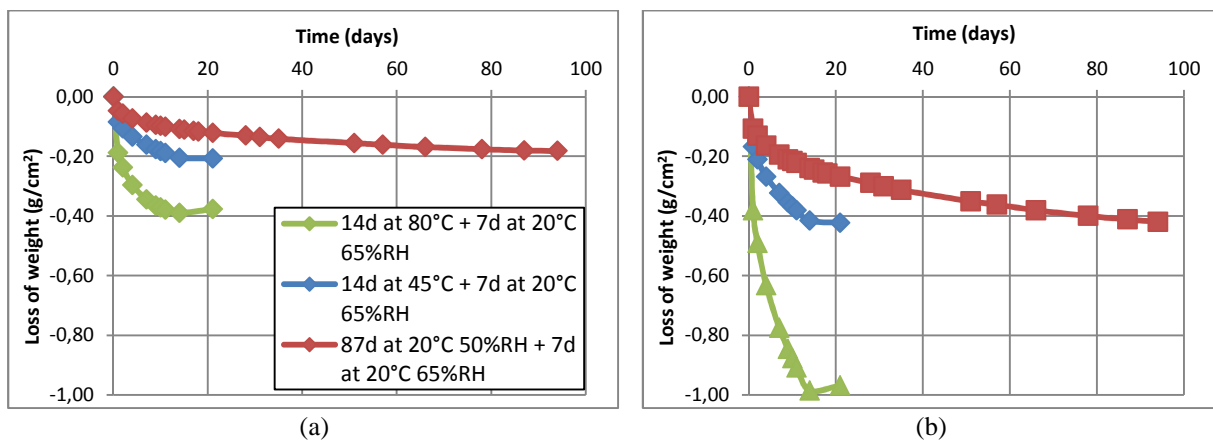 Time (days)
0 20 40 60 80 100
0,00
-0,20
-0,40
-0,60
-0,80
-1,00
Loss of weight (g/cm²)
14d at 80°C + 7d at 20°C
65%RH
14d at 45°C + 7d at 20°C
65%RH
87d at 20°C 50%RH + 7d
at 20°C 65%RH
(a)
Time (days)
0 20 40 60 80 100
0,00
-0,20
-0,40
-0,60
-0,80
-1,00
Loss of weight (g/cm²)
(b)